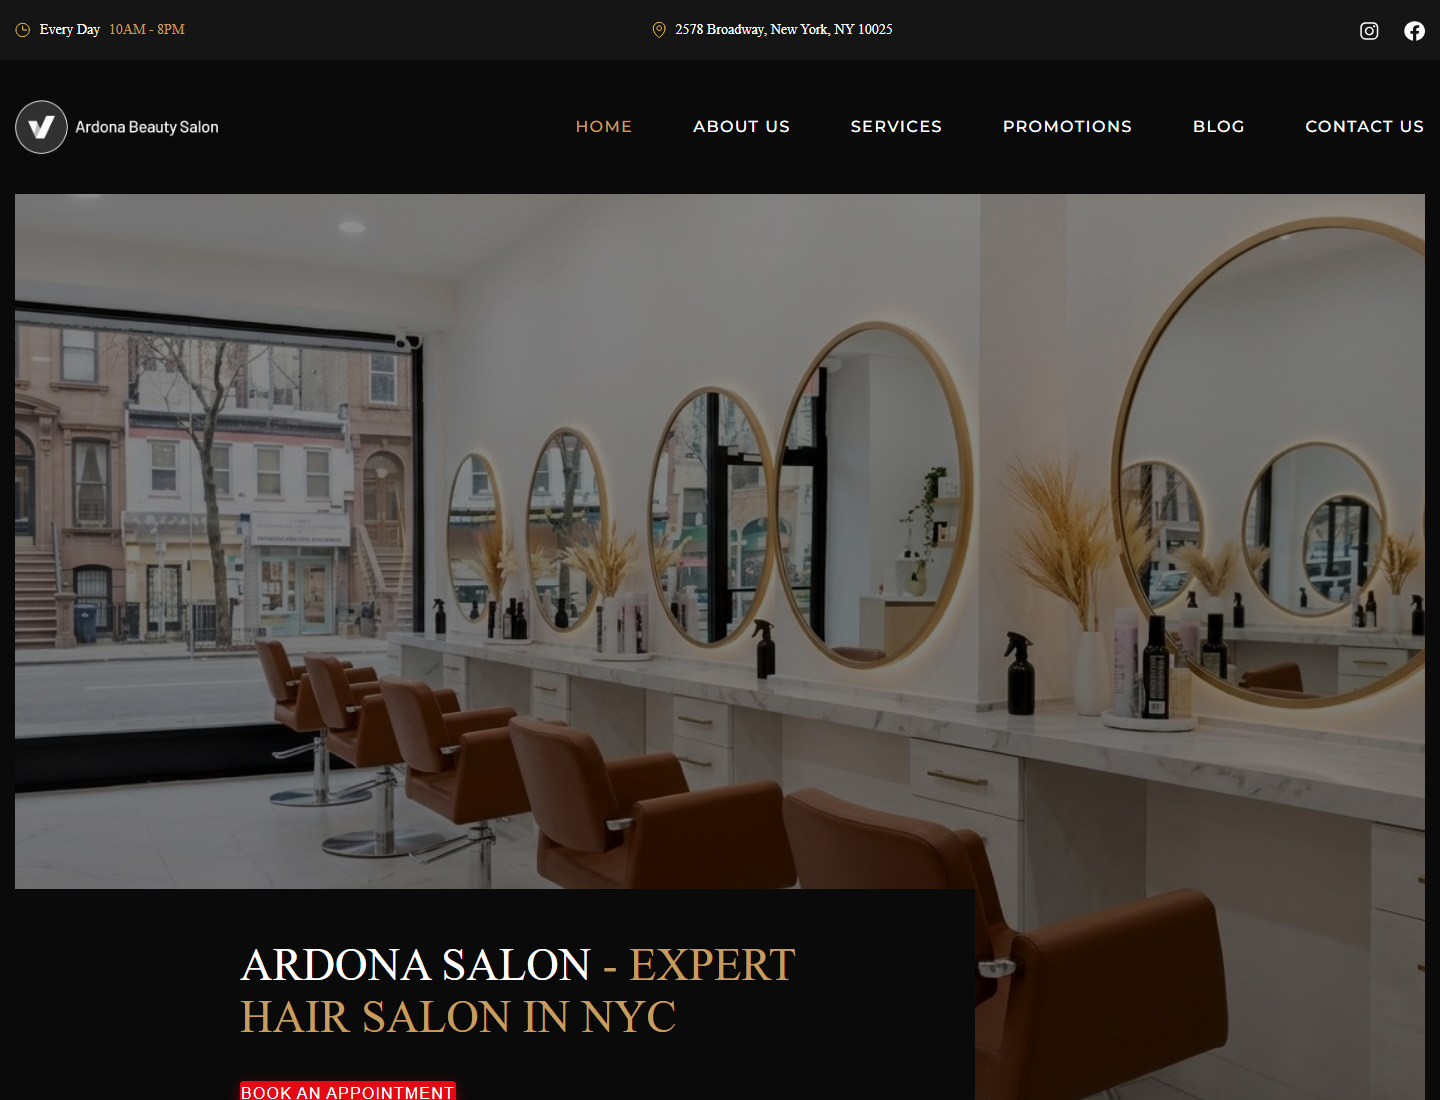 Every Day 10AM - 8PM
2578 Broadway, New York, NY 10025
Ardona Beauty Salon
HOME ABOUT US SERVICES PROMOTIONS BLOG CONTACT US
ARDONA SALON - EXPERT
HAIR SALON IN NYC
BOOK AN APPOINTMENT